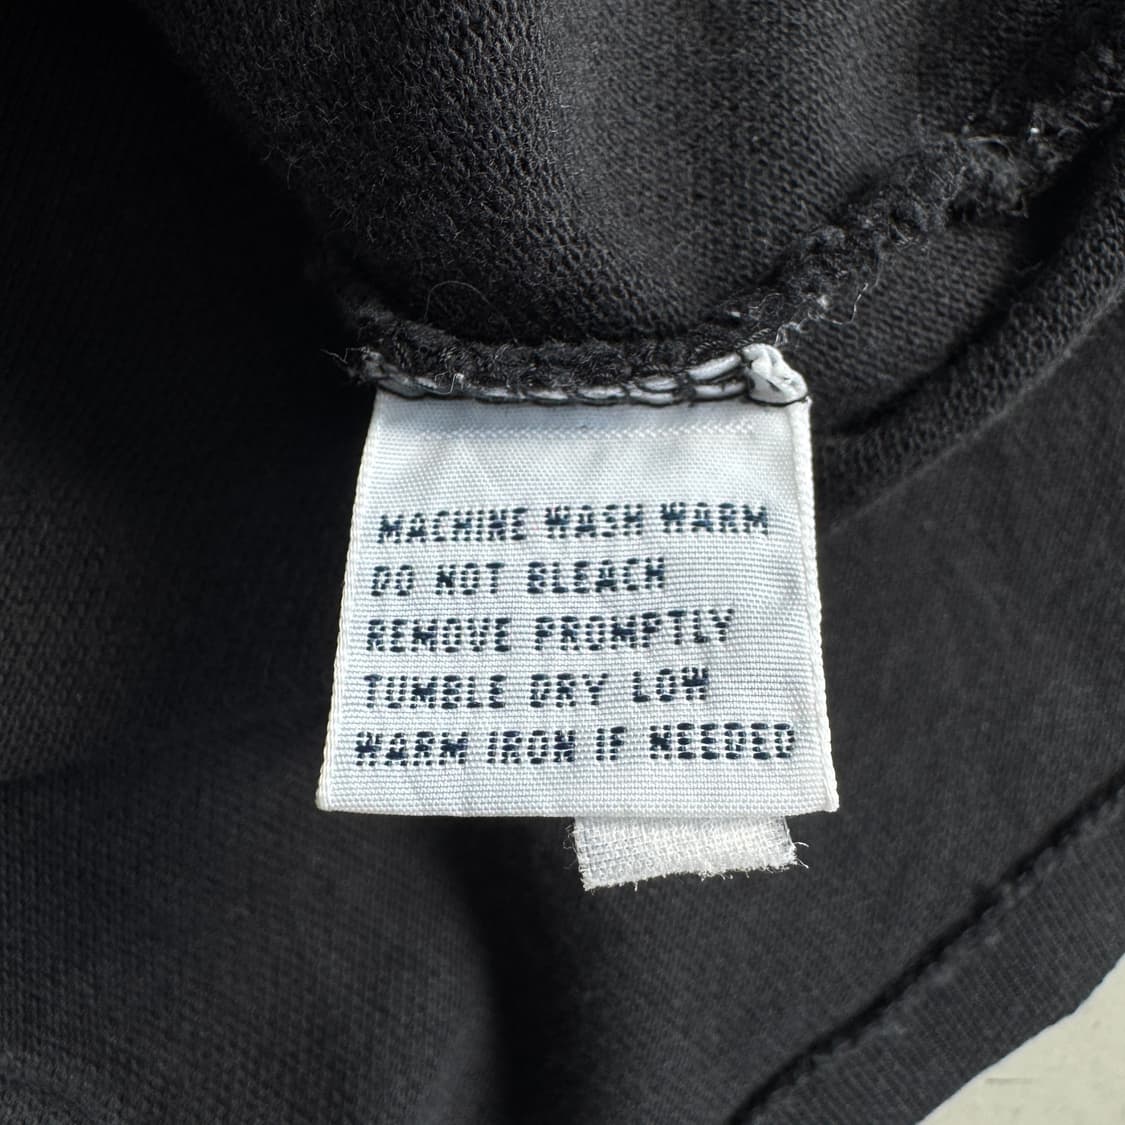 MACHINE WASH WARM
DO NOT BLEACH
REMOVE PROMPTLY
TUMBLE DRY LOW
WARM IRON IF NEEDED